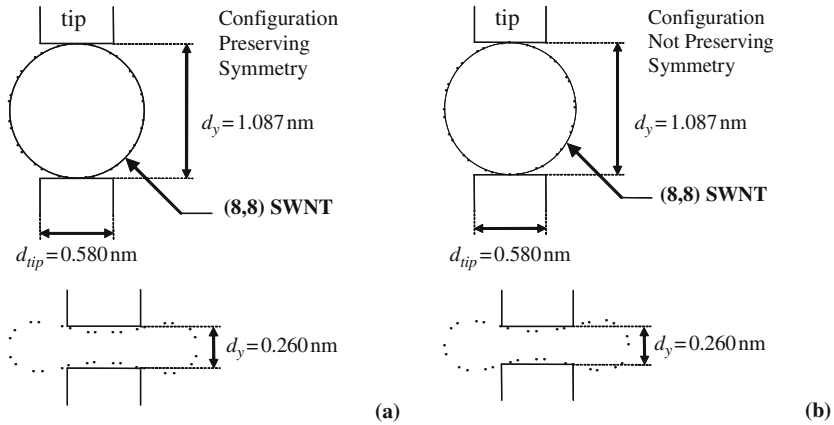 tip
Configuration
Preserving
Symmetry
d_y = 1.087 nm
(8,8) SWNT
d_tip = 0.580 nm
d_y = 0.260 nm
(a)
tip
Configuration
Not Preserving
Symmetry
d_y = 1.087 nm
(8,8) SWNT
d_tip = 0.580 nm
d_y = 0.260 nm
(b)